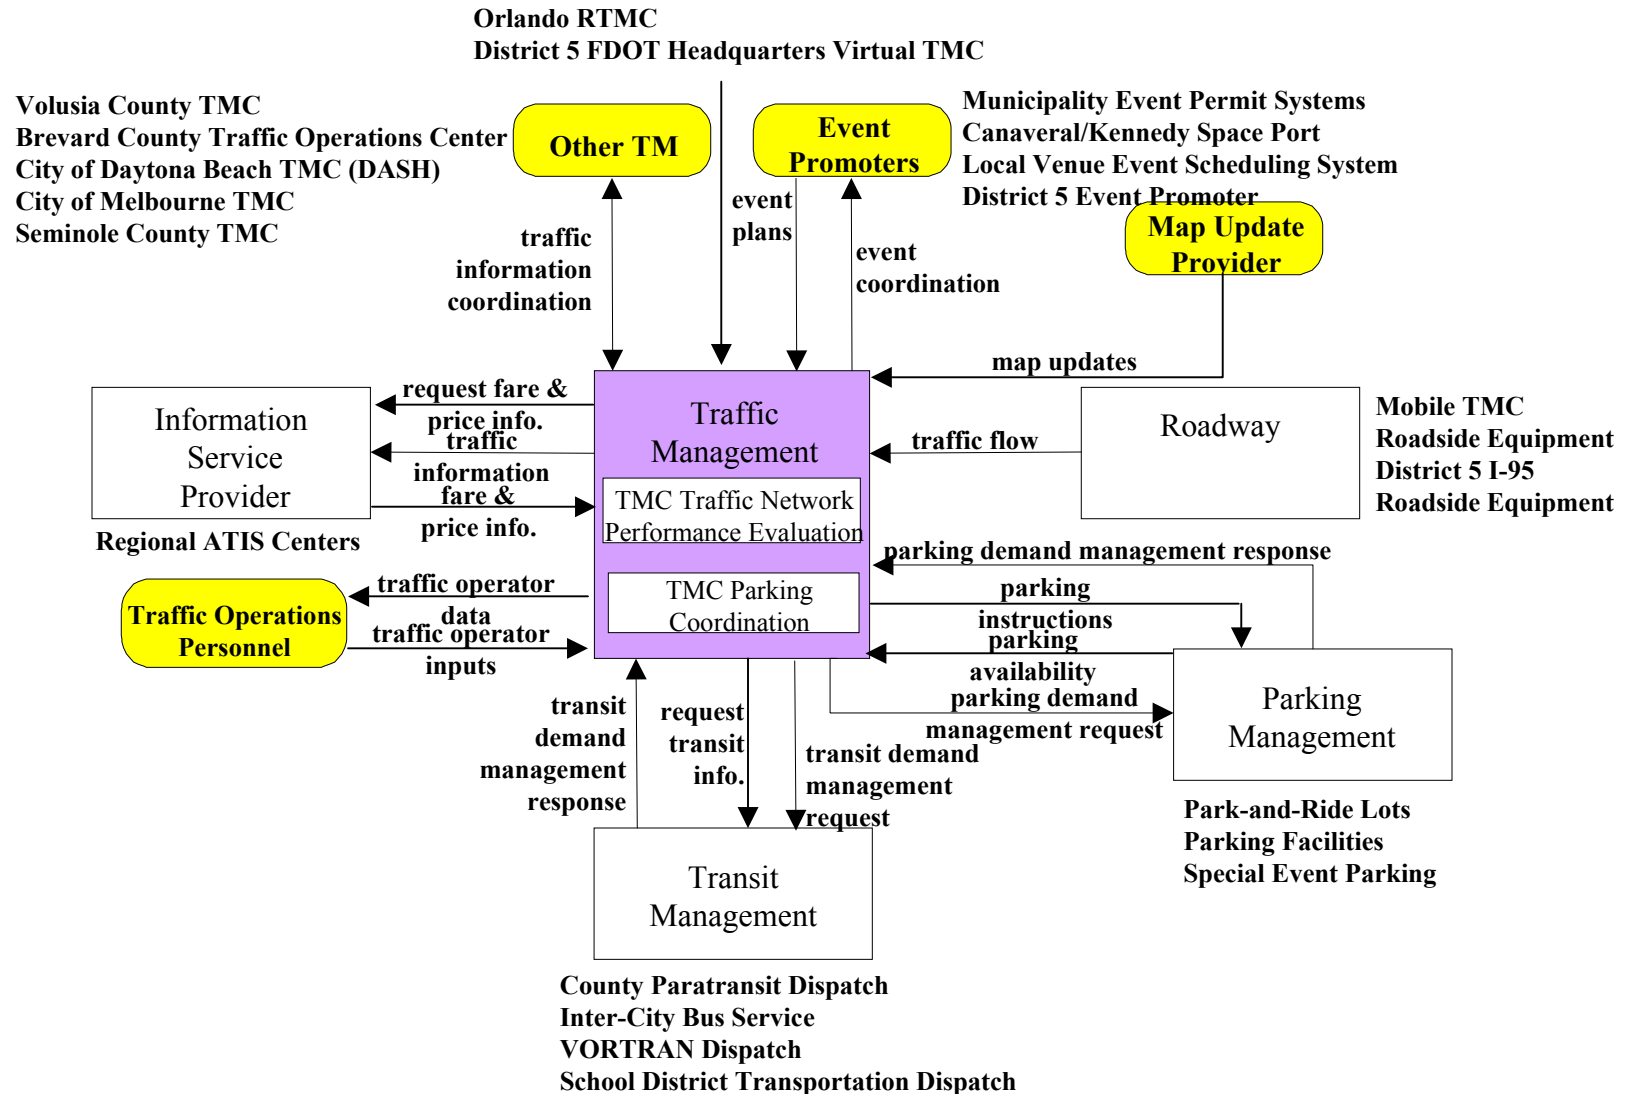 Orlando RTMC
District 5 FDOT Headquarters Virtual TMC
Volusia County TMC
Brevard County Traffic Operations Center
City of Daytona Beach TMC (DASH)
City of Melbourne TMC
Seminole County TMC
Other TM
Event
Promoters
Municipality Event Permit Systems
Canaveral/Kennedy Space Port
Local Venue Event Scheduling System
District 5 Event Promoter
Map Update
Provider
traffic
information
coordination
event
plans
event
coordination
map updates
Information
Service
Provider
Regional ATIS Centers
request fare &
price info.
traffic
information
fare &
price info.
Traffic
Management
TMC Traffic Network
Performance Evaluation
TMC Parking
Coordination
traffic flow
Roadway
Mobile TMC
Roadside Equipment
District 5 I-95
Roadside Equipment
Traffic Operations
Personnel
traffic operator
data
traffic operator
inputs
parking demand management response
parking
instructions
parking
availability
parking demand
management request
Parking
Management
Park-and-Ride Lots
Parking Facilities
Special Event Parking
transit
demand
management
response
request
transit
info.
transit demand
management
request
Transit
Management
County Paratransit Dispatch
Inter-City Bus Service
VORTRAN Dispatch
School District Transportation Dispatch